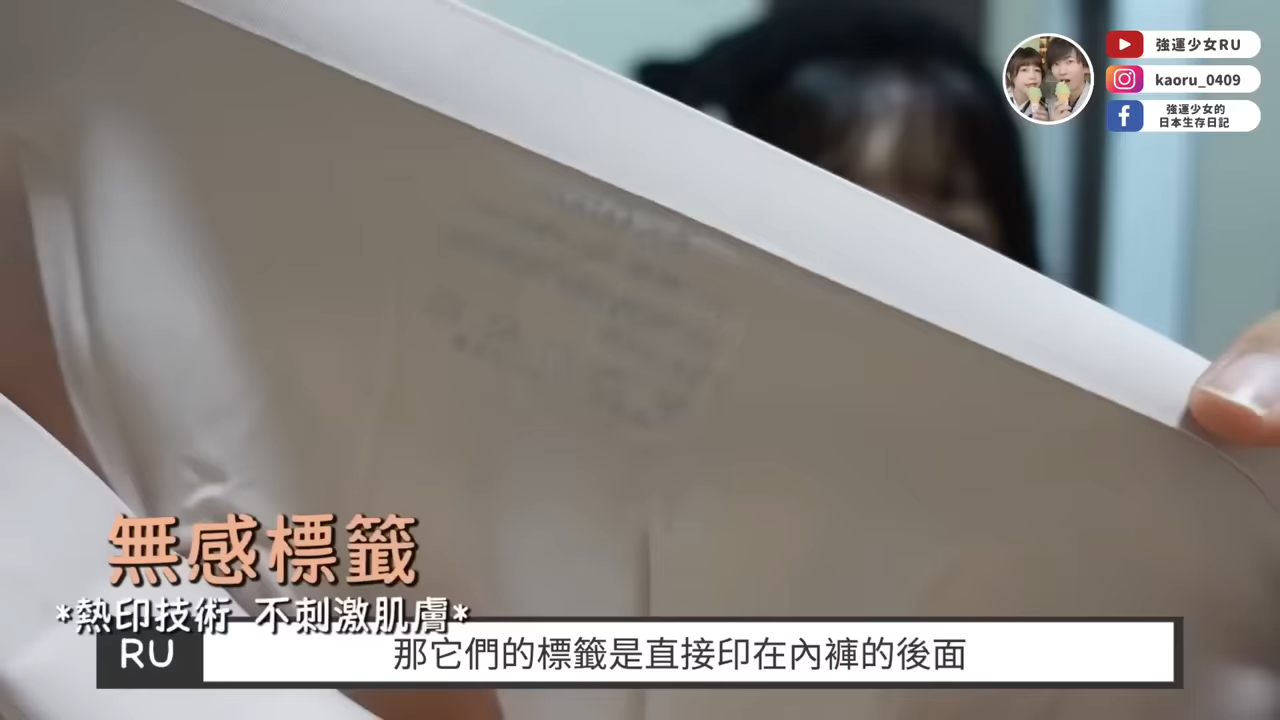 強運少女RU
kaoru_0409
強運少女的
日本生存日記
無感標籤
*熱印技術 不刺激肌膚*
RU
那它們的標籤是直接印在內褲的後面